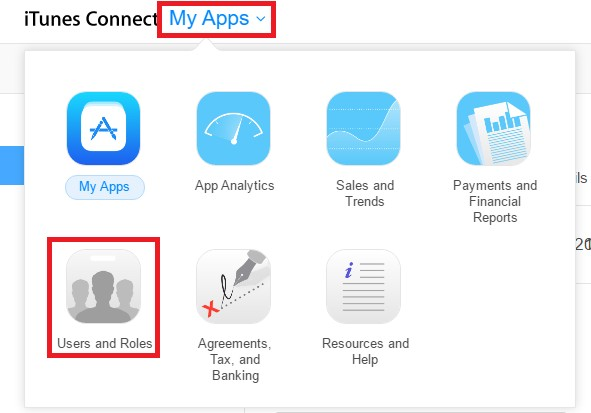 iTunes Connect My Apps
My Apps
App Analytics
Sales and
Trends
Payments and
Financial
Reports
Users and Roles
Agreements,
Tax, and
Banking
Resources and
Help
i